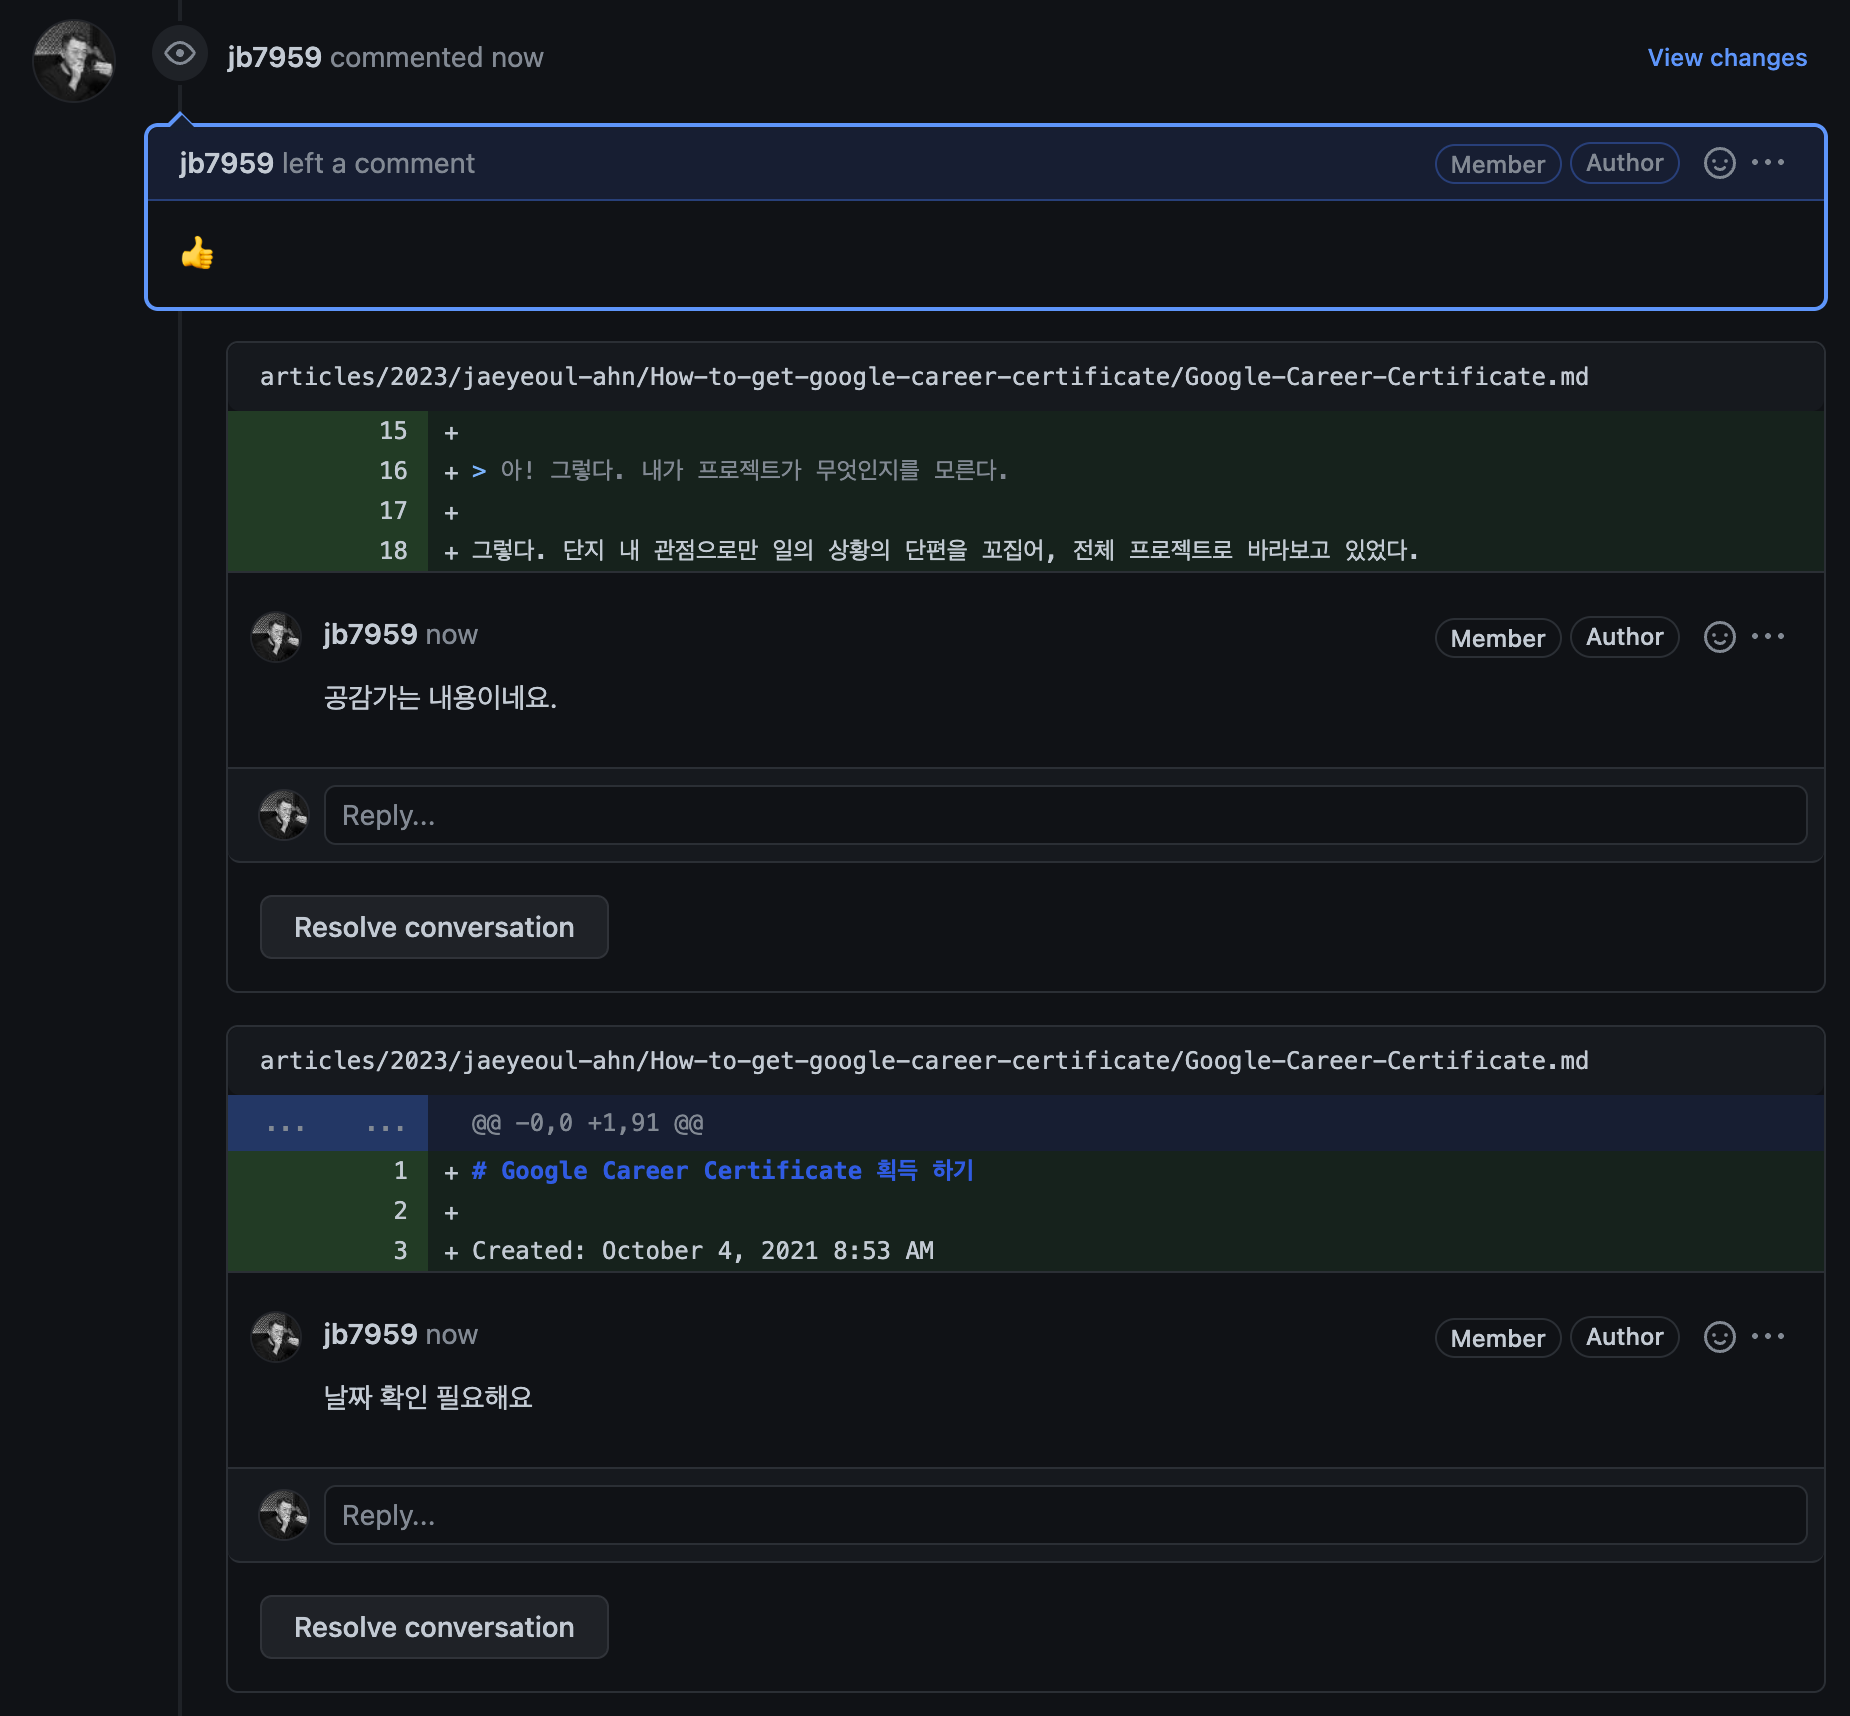 jb7959 commented now
View changes
jb7959 left a comment
Member Author
👍
articles/2023/jaeyeoul-ahn/How-to-get-google-career-certificate/Google-Career-Certificate.md
15 +
16 + > 아! 그렇다. 내가 프로젝트가 무엇인지를 모른다.
17 +
18 + 그렇다. 단지 내 관점으로만 일의 상황의 단편을 꼬집어, 전체 프로젝트로 바라보고 있었다.
jb7959 now
Member Author
공감가는 내용이네요.
Reply...
Resolve conversation
articles/2023/jaeyeoul-ahn/How-to-get-google-career-certificate/Google-Career-Certificate.md
... ... @@ -0,0 +1,91 @@
1 + # Google Career Certificate 획득 하기
2 +
3 + Created: October 4, 2021 8:53 AM
jb7959 now
Member Author
날짜 확인 필요해요
Reply...
Resolve conversation